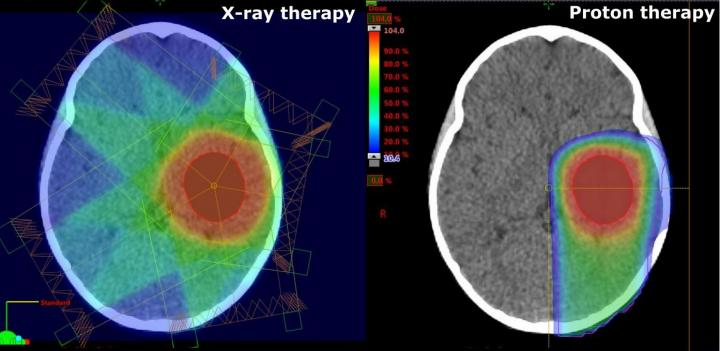 X-ray therapy
Proton therapy
Dose
104.0 %
104.0
90.0 %
80.0 %
70.0 %
60.0 %
50.0 %
40.0 %
30.0 %
20.0 %
10.4
0.0 %
R
Standard